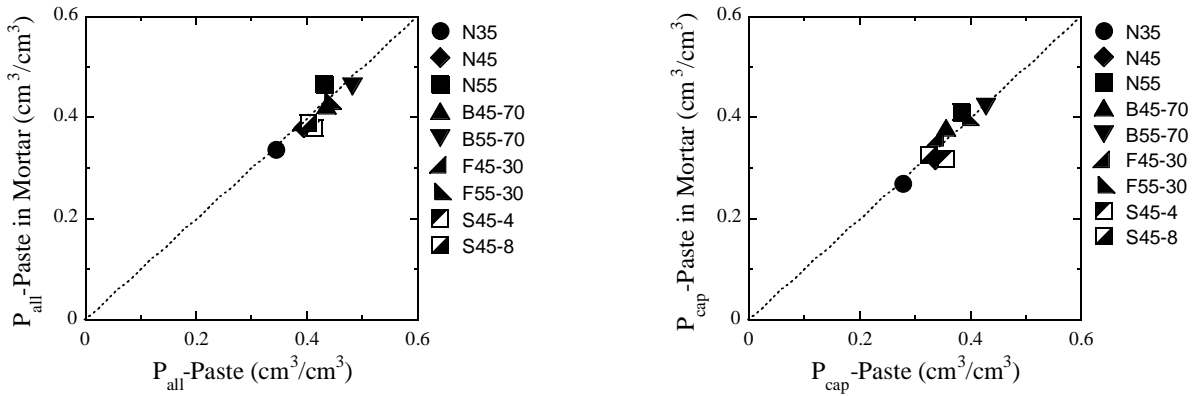 P_all-Paste in Mortar (cm^3/cm^3)
0.6
0.4
0.2
0
0
0.2
0.4
0.6
P_all-Paste (cm^3/cm^3)
N35
N45
N55
B45-70
B55-70
F45-30
F55-30
S45-4
S45-8
P_cap-Paste in Mortar (cm^3/cm^3)
0.6
0.4
0.2
0
0
0.2
0.4
0.6
P_cap-Paste (cm^3/cm^3)
N35
N45
N55
B45-70
B55-70
F45-30
F55-30
S45-4
S45-8